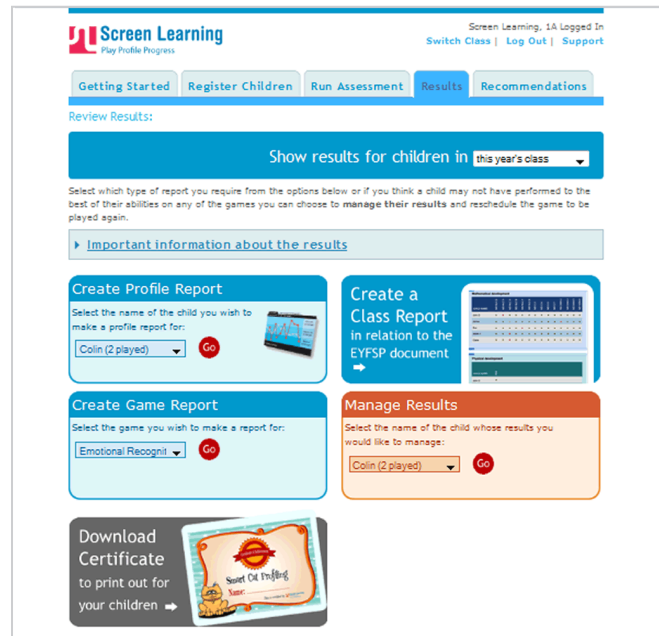 Screen Learning
Play Profile Progress
Screen Learning, 1A Logged In
Switch Class | Log Out | Support
Getting Started
Register Children
Run Assessment
Results
Recommendations
Review Results:
Show results for children in this year's class
Select which type of report you require from the options below or if you think a child may not have performed to the
best of their abilities on any of the games you can choose to manage their results and reschedule the game to be
played again.
Important information about the results
Create Profile Report
Select the name of the child you wish to
make a profile report for:
Colin (2 played)
Go
Create a
Class Report
in relation to the
EYFSP document
Create Game Report
Select the game you wish to make a report for:
Emotional Recognit
Go
Manage Results
Select the name of the child whose results you
would like to manage:
Colin (2 played)
Go
Download
Certificate
to print out for
your children
Smart Cat Profiling
Name: